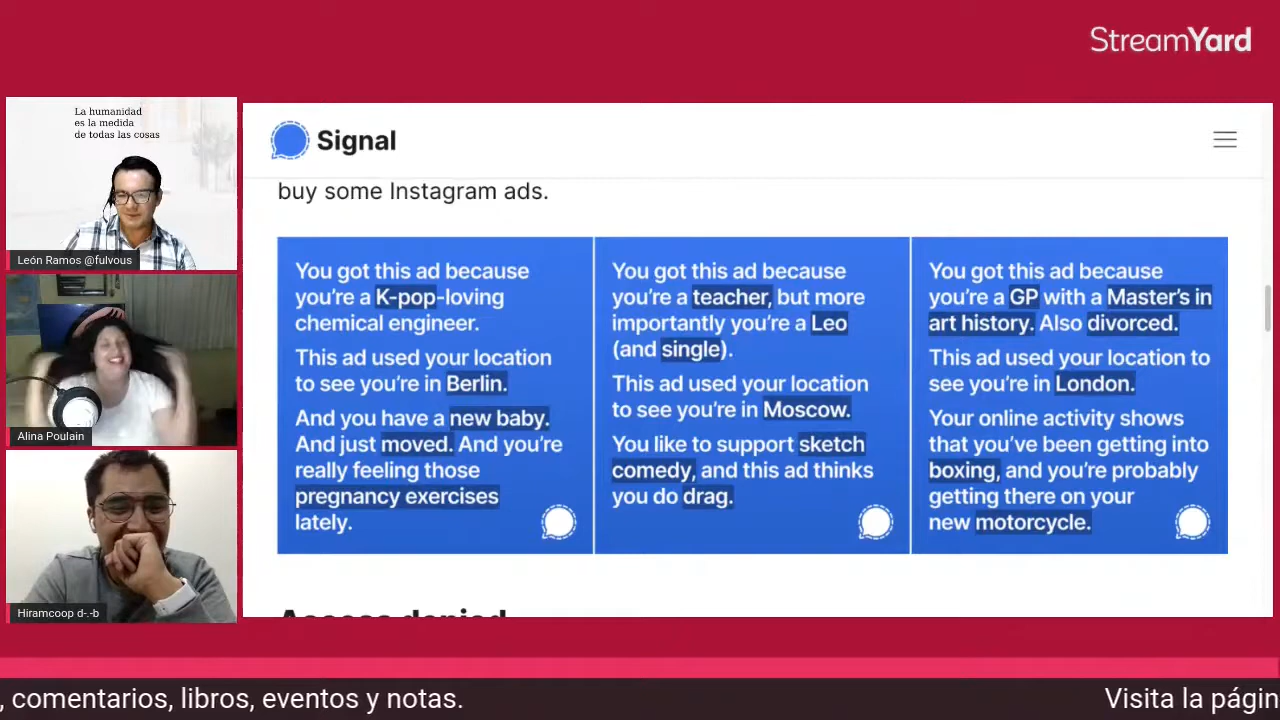 StreamYard
La humanidad
es la medida
de todas las cosas
León Ramos @fulvous
Alina Poulain
Hiramcoop d-.-b
Signal
buy some Instagram ads.
You got this ad because
you're a K-pop-loving
chemical engineer.
This ad used your location
to see you're in Berlin.
And you have a new baby.
And just moved. And you're
really feeling those
pregnancy exercises
lately.
You got this ad because
you're a teacher, but more
importantly you're a Leo
(and single).
This ad used your location
to see you're in Moscow.
You like to support sketch
comedy, and this ad thinks
you do drag.
You got this ad because
you're a GP with a Master's in
art history. Also divorced.
This ad used your location to
see you're in London.
Your online activity shows
that you've been getting into
boxing, and you're probably
getting there on your
new motorcycle.
Access denied
, comentarios, libros, eventos y notas.
Visita la págin